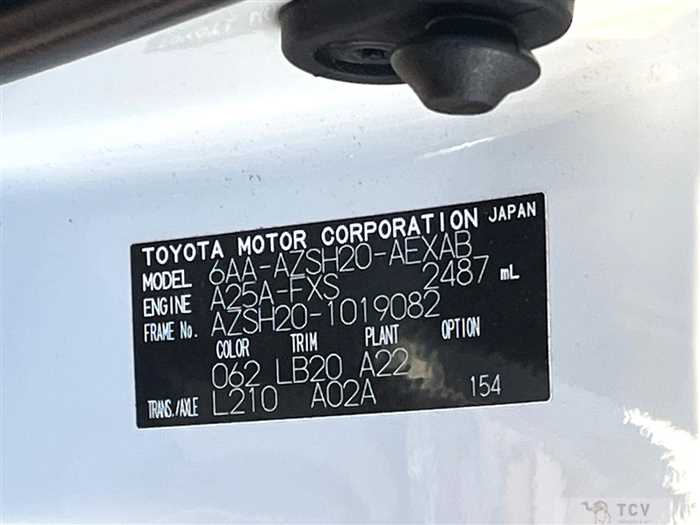 TOYOTA MOTOR CORPORATION JAPAN
MODEL 6AA-AZSH20-AEXAB
ENGINE A25A-FXS 2487 mL
FRAME No. AZSH20-1019082
COLOR TRIM PLANT OPTION
062 LB20 A22
TRANS./AXLE L210 A02A 154
TCV